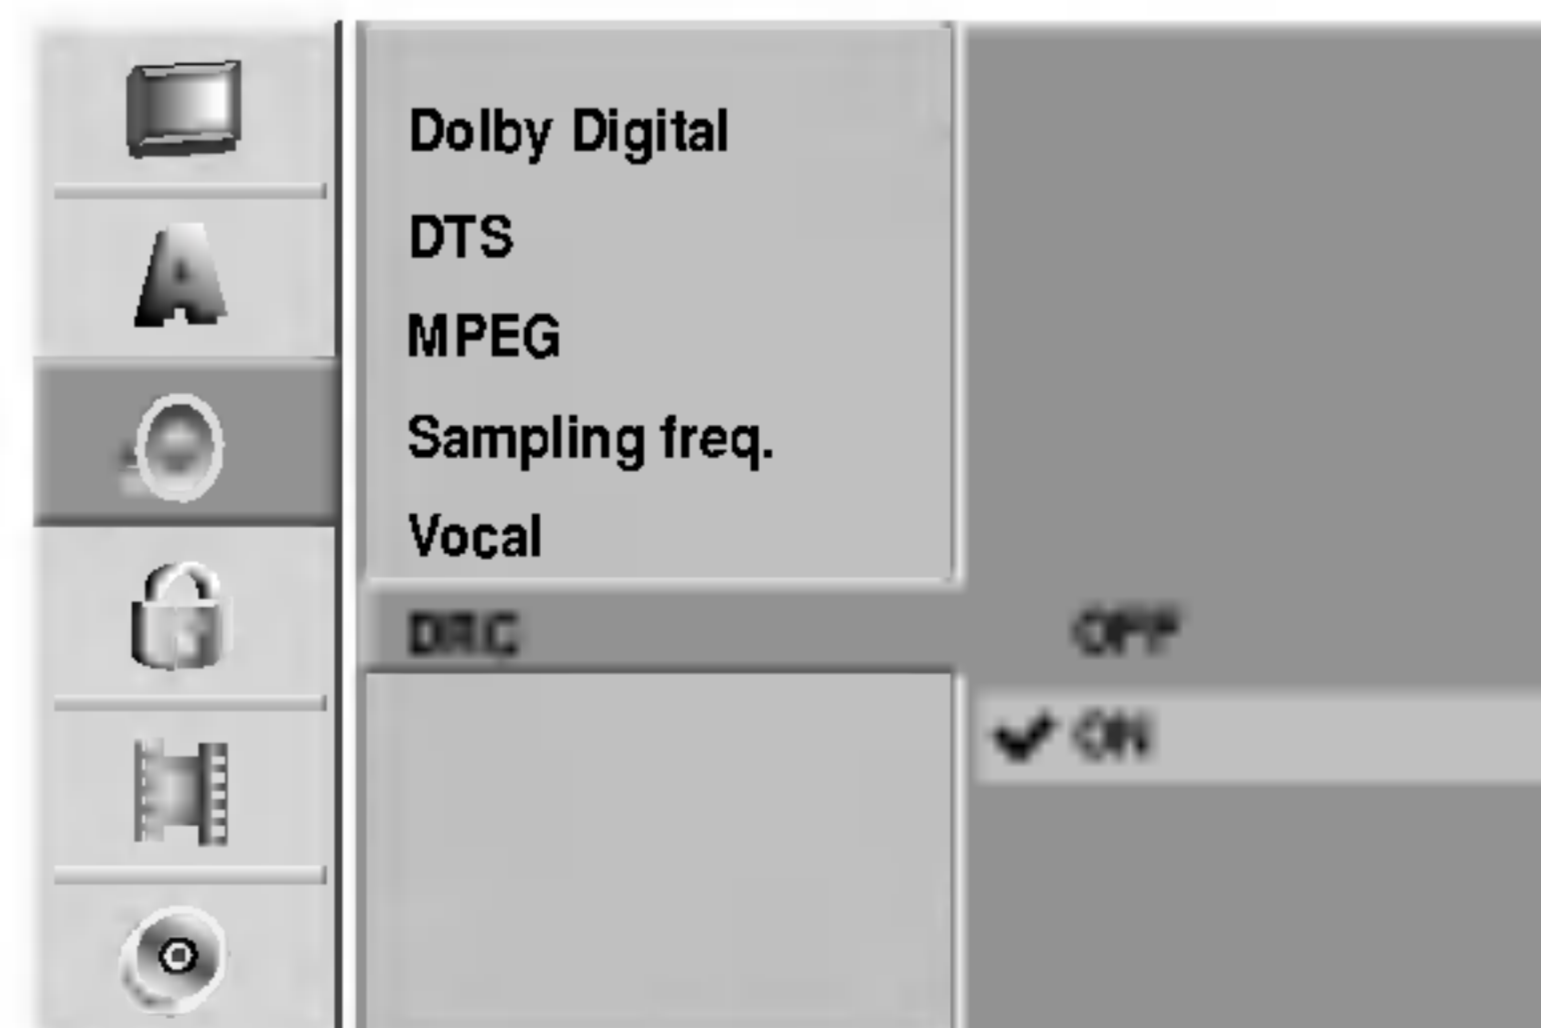 Dolby Digital
DTS
MPEG
Sampling freq.
Vocal
DRC
OFF
ON